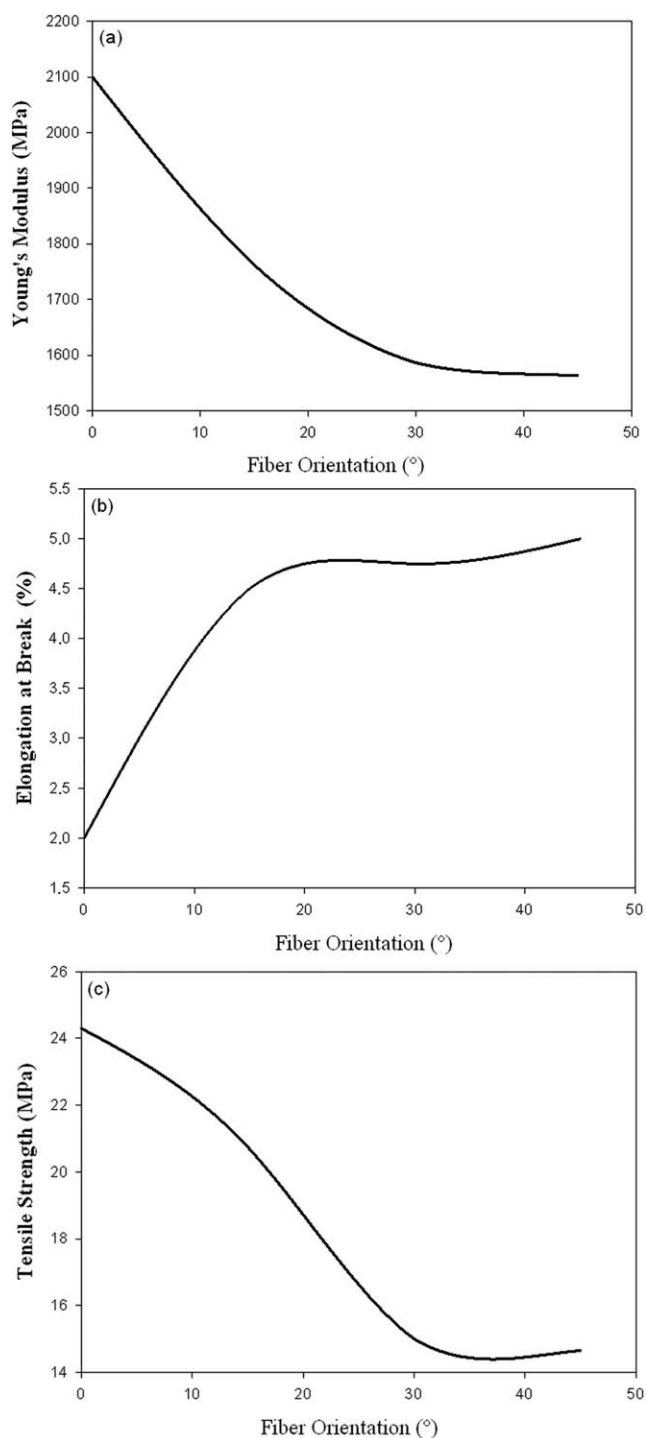 (a)
Young's Modulus (MPa)
2200
2100
2000
1900
1800
1700
1600
1500
0 10 20 30 40 50
Fiber Orientation (°)
(b)
Elongation at Break (%)
5.5
5.0
4.5
4.0
3.5
3.0
2.5
2.0
1.5
0 10 20 30 40 50
Fiber Orientation (°)
(c)
Tensile Strength (MPa)
26
24
22
20
18
16
14
0 10 20 30 40 50
Fiber Orientation (°)